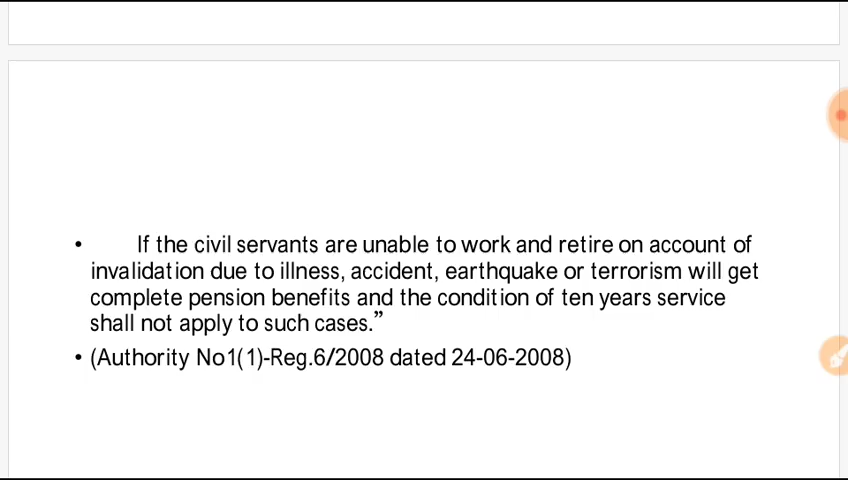 • If the civil servants are unable to work and retire on account of
invalidation due to illness, accident, earthquake or terrorism will get
complete pension benefits and the condition of ten years service
shall not apply to such cases.”
• (Authority No1(1)-Reg.6/2008 dated 24-06-2008)